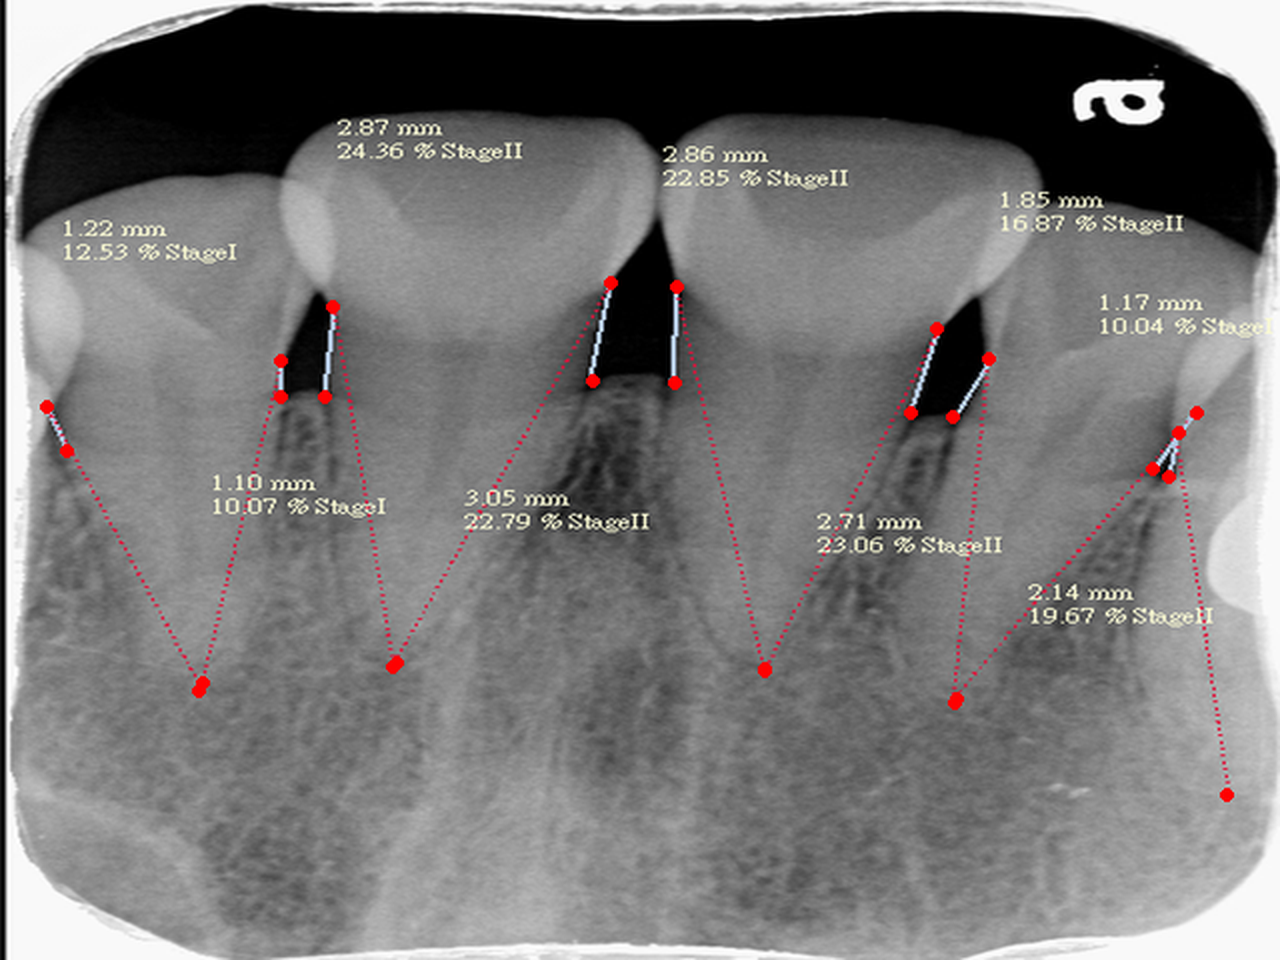 a
2.87 mm
24.36 % StageII
2.86 mm
22.85 % StageII
1.85 mm
16.87 % StageII
1.22 mm
12.53 % StageI
1.17 mm
10.04 % StageI
1.10 mm
10.07 % StageI
3.05 mm
22.79 % StageII
2.71 mm
23.06 % StageII
2.14 mm
19.67 % StageII